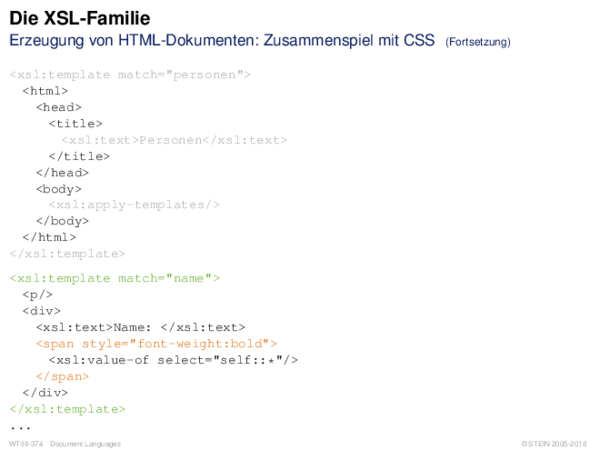 Die XSL-Familie
Erzeugung von HTML-Dokumenten: Zusammenspiel mit CSS (Fortsetzung)
<xsl:template match="personen">
  <html>
    <head>
      <title>
        <xsl:text>Personen</xsl:text>
      </title>
    </head>
    <body>
      <xsl:apply-templates/>
    </body>
  </html>
</xsl:template>
<xsl:template match="name">
  <p/>
  <div>
    <xsl:text>Name: </xsl:text>
    <span style="font-weight:bold">
      <xsl:value-of select="self::*"/>
    </span>
  </div>
</xsl:template>
...
WT:III-374 Document Languages © STEIN 2005-2018